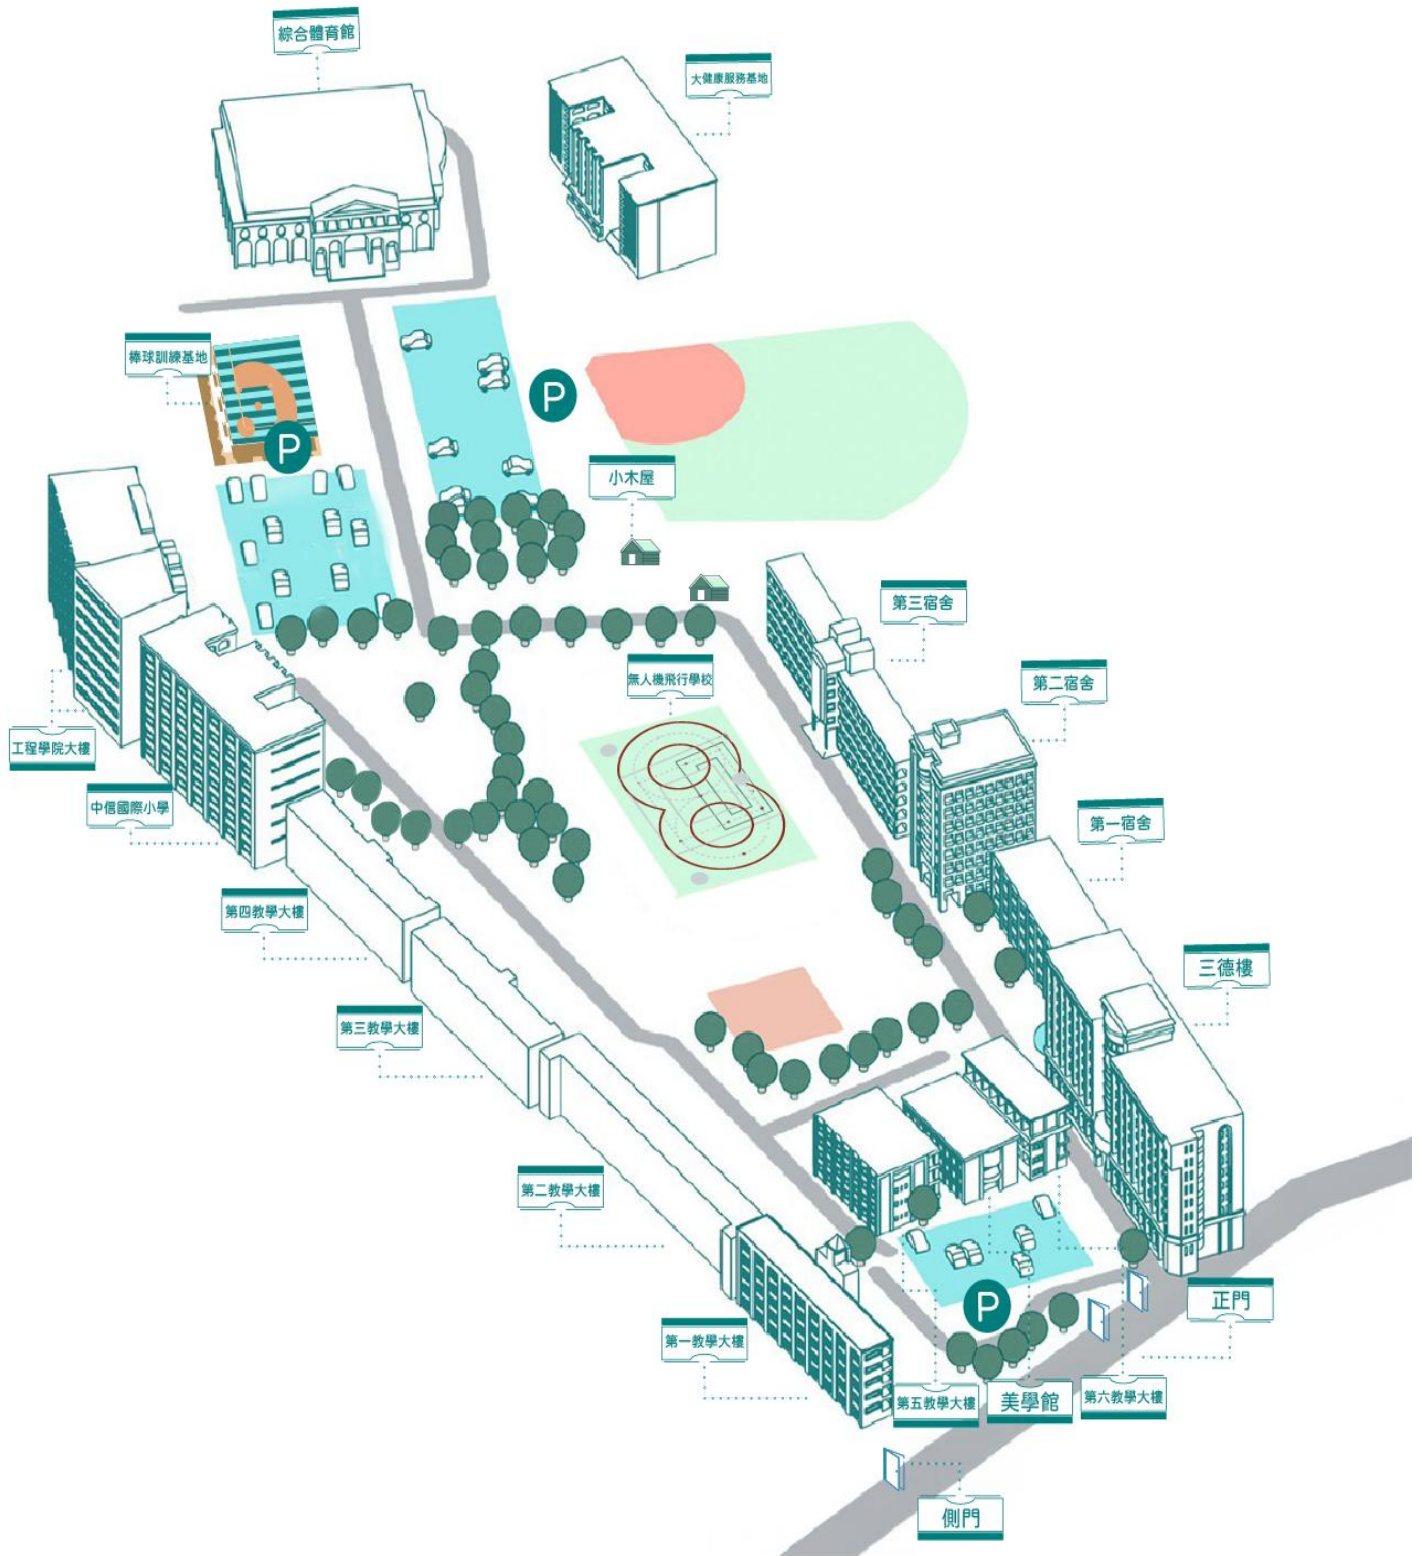 綜合體育館
大健康服務基地
棒球訓練基地
P
P
小木屋
第三宿舍
第二宿舍
無人機飛行學校
工程學院大樓
中信國際小學
第一宿舍
第四教學大樓
三德樓
第三教學大樓
第二教學大樓
正門
P
第一教學大樓
第五教學大樓
美學館
第六教學大樓
側門